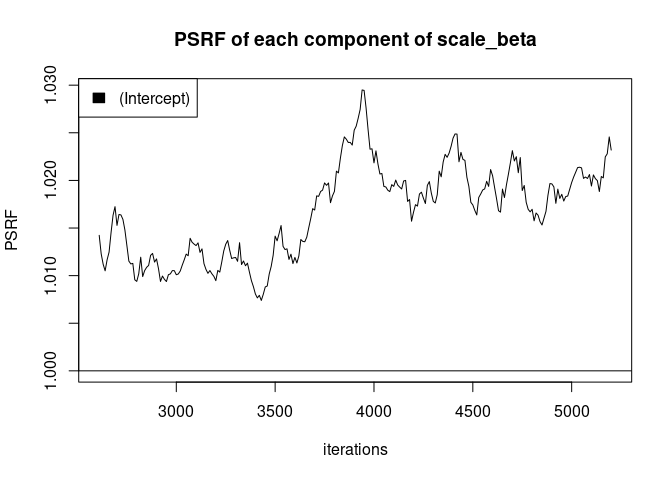 PSRF of each component of scale_beta
(Intercept)
PSRF
1.030
1.020
1.010
1.000
3000 3500 4000 4500 5000
iterations